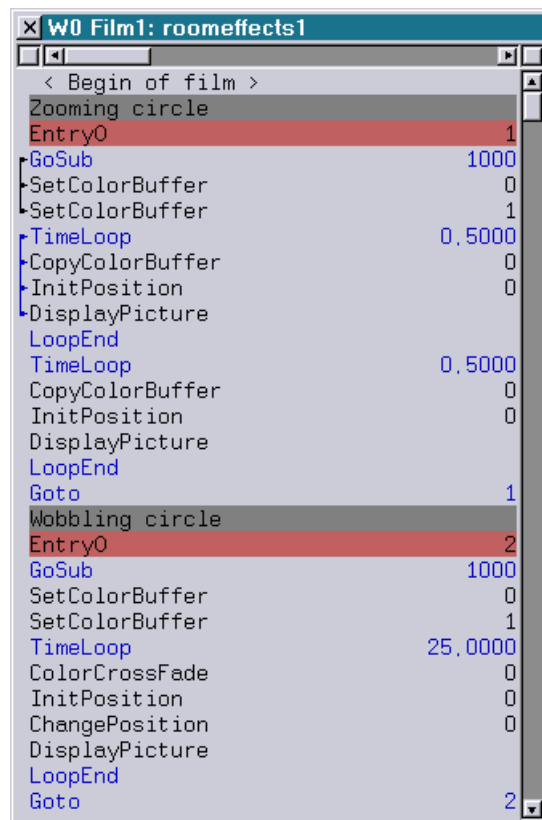 W0 Film1: roomeffects1
< Begin of film >
Zooming circle
EntryO 1
GoSub 1000
SetColorBuffer 0
SetColorBuffer 1
TimeLoop 0,5000
CopyColorBuffer 0
InitPosition 0
DisplayPicture
LoopEnd
TimeLoop 0,5000
CopyColorBuffer 0
InitPosition 0
DisplayPicture
LoopEnd
Goto 1
Wobbling circle
EntryO 2
GoSub 1000
SetColorBuffer 0
SetColorBuffer 1
TimeLoop 25,0000
ColorCrossFade 0
InitPosition 0
ChangePosition 0
DisplayPicture
LoopEnd
Goto 2